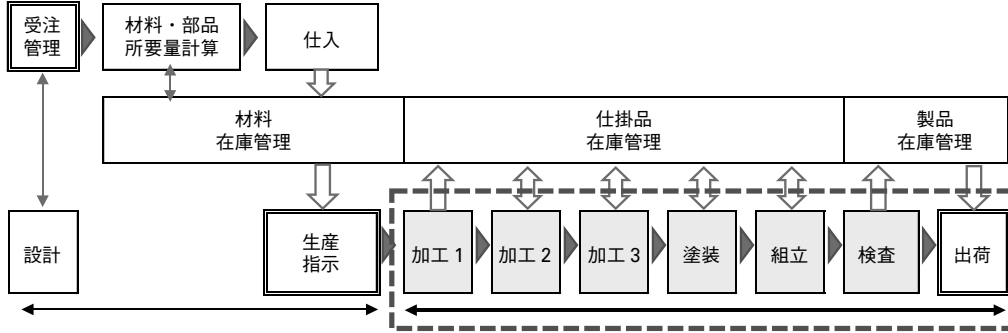 受注
管理
材料・部品
所要量計算
仕入
材料
在庫管理
仕掛品
在庫管理
製品
在庫管理
設計
生産
指示
加工 1
加工 2
加工 3
塗装
組立
検査
出荷